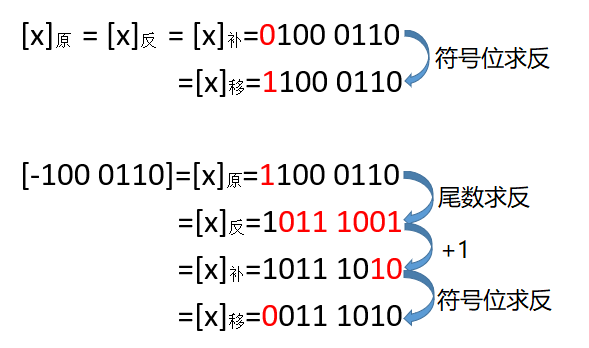 [x]原 = [x]反 = [x]补=0100 0110
符号位求反
=[x]移=1100 0110
[-100 0110]=[x]原=1100 0110
尾数求反
=[x]反=1011 1001
+1
=[x]补=1011 1010
符号位求反
=[x]移=0011 1010